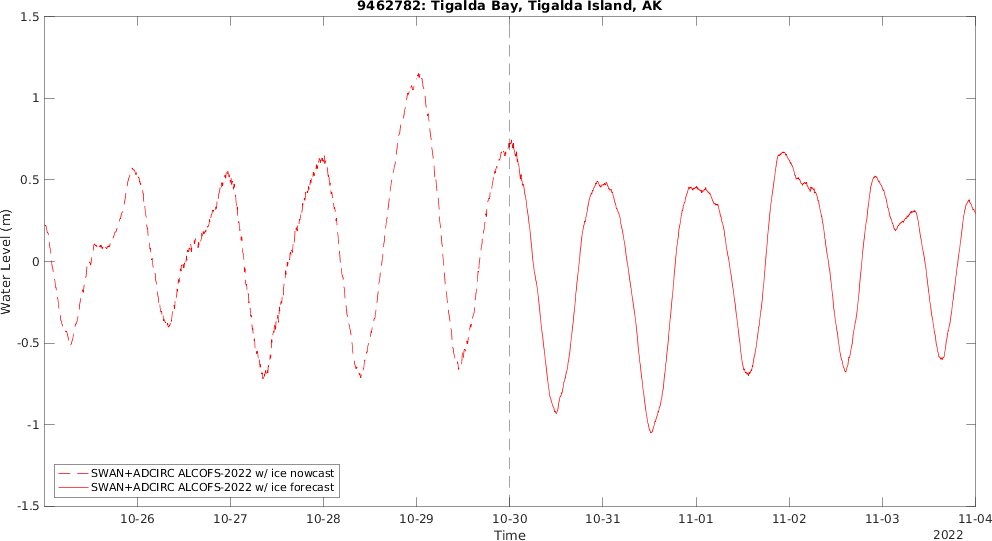 9462782: Tigalda Bay, Tigalda Island, AK
1.5
1
0.5
0
-0.5
-1
-1.5
Water Level (m)
SWAN+ADCIRC ALCOFS-2022 w/ ice nowcast
SWAN+ADCIRC ALCOFS-2022 w/ ice forecast
10-26 10-27 10-28 10-29 10-30 10-31 11-01 11-02 11-03 11-04
Time
2022